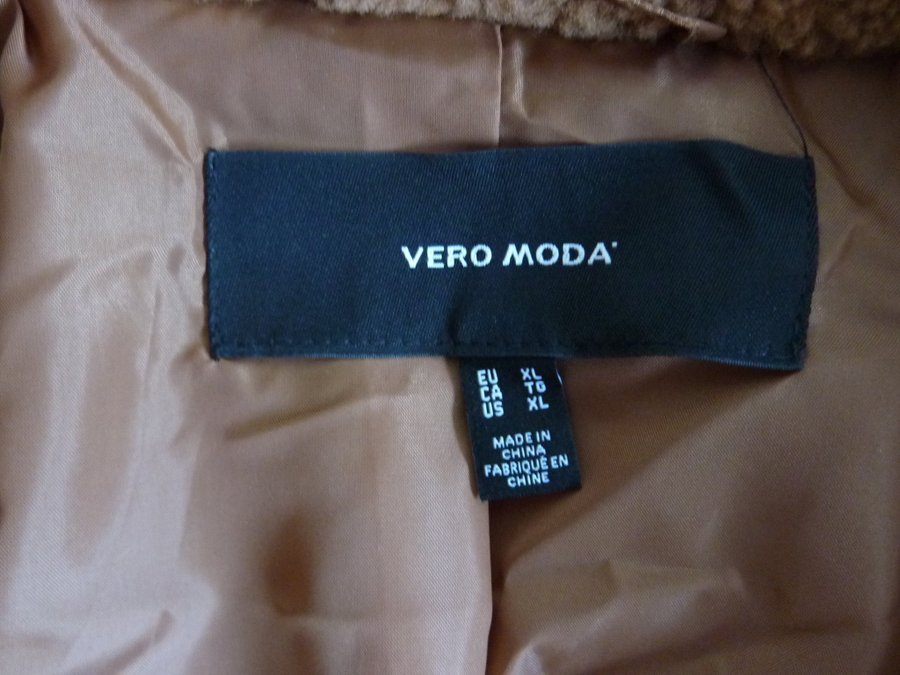 VERO MODA
EU XL
CA TG
US XL
MADE IN
CHINA
FABRIQUÉ EN
CHINE